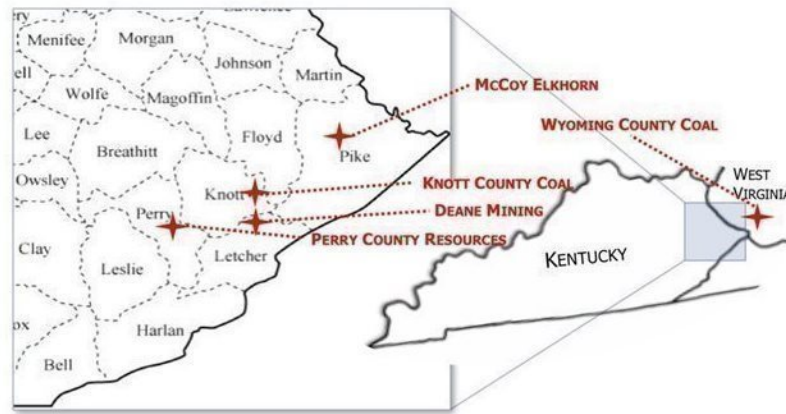 Menifee
Morgan
ell
Johnson
Martin
Wolfe
Magoffin
Lee
Floyd
Breathitt
Pike
Owsley
Knott
Perry
Clay
Leslie
Letcher
Harlan
Bell
MCCOY ELKHORN
WYOMING COUNTY COAL
KNOTT COUNTY COAL
DEANE MINING
PERRY COUNTY RESOURCES
WEST
VIRGINIA
KENTUCKY